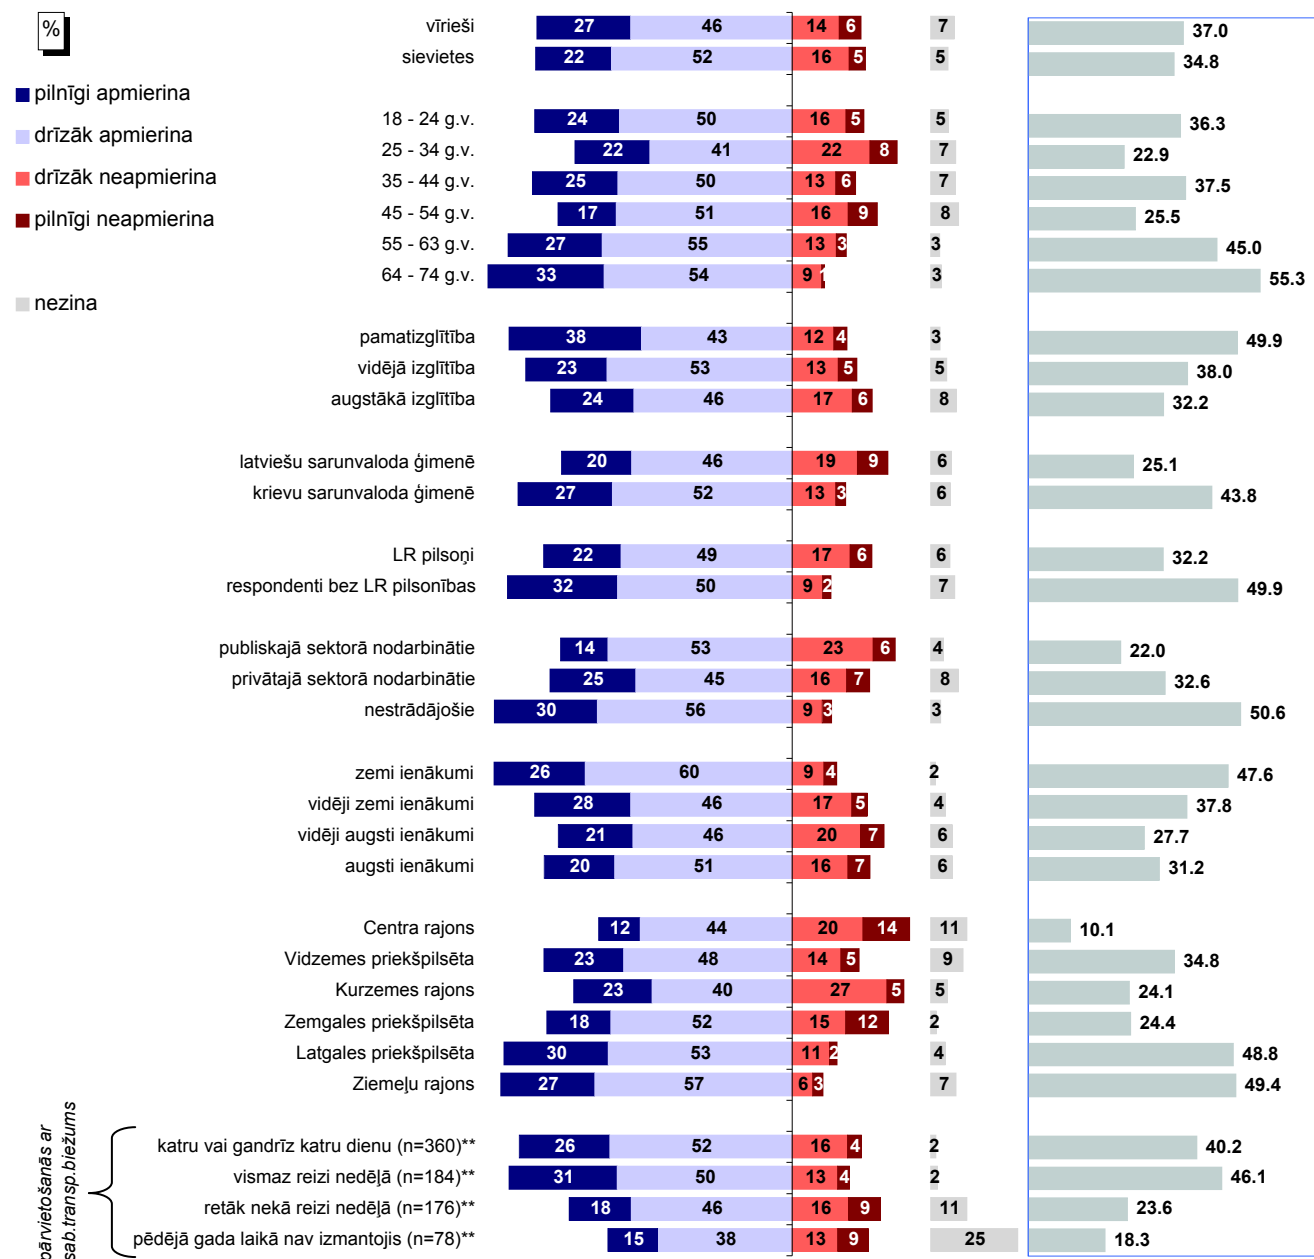 %
pilnīgi apmierina
drīzāk apmierina
drīzāk neapmierina
pilnīgi neapmierina
nezina
vīrieši 27 46 14 6 7 37.0
sievietes 22 52 16 5 5 34.8
18 - 24 g.v. 24 50 16 5 5 36.3
25 - 34 g.v. 22 41 22 8 7 22.9
35 - 44 g.v. 25 50 13 6 7 37.5
45 - 54 g.v. 17 51 16 9 8 25.5
55 - 63 g.v. 27 55 13 3 3 45.0
64 - 74 g.v. 33 54 9 1 3 55.3
pamatizglītība 38 43 12 4 3 49.9
vidējā izglītība 23 53 13 5 5 38.0
augstākā izglītība 24 46 17 6 8 32.2
latviešu sarunvaloda ģimenē 20 46 19 9 6 25.1
krievu sarunvaloda ģimenē 27 52 13 3 6 43.8
LR pilsoņi 22 49 17 6 6 32.2
respondenti bez LR pilsonības 32 50 9 2 7 49.9
publiskajā sektorā nodarbinātie 14 53 23 6 4 22.0
privātajā sektorā nodarbinātie 25 45 16 7 8 32.6
nestrādājošie 30 56 9 3 3 50.6
zemi ienākumi 26 60 9 4 2 47.6
vidēji zemi ienākumi 28 46 17 5 4 37.8
vidēji augsti ienākumi 21 46 20 7 6 27.7
augsti ienākumi 20 51 16 7 6 31.2
Centra rajons 12 44 20 14 11 10.1
Vidzemes priekšpilsēta 23 48 14 5 9 34.8
Kurzemes rajons 23 40 27 5 5 24.1
Zemgales priekšpilsēta 18 52 15 12 2 24.4
Latgales priekšpilsēta 30 53 11 2 4 48.8
Ziemeļu rajons 27 57 6 3 7 49.4
pārvietošanās ar
sab.transp.biežums
katru vai gandrīz katru dienu (n=360)** 26 52 16 4 2 40.2
vismaz reizi nedēļā (n=184)** 31 50 13 4 2 46.1
retāk nekā reizi nedēļā (n=176)** 18 46 16 9 11 23.6
pēdējā gada laikā nav izmantojis (n=78)** 15 38 13 9 25 18.3